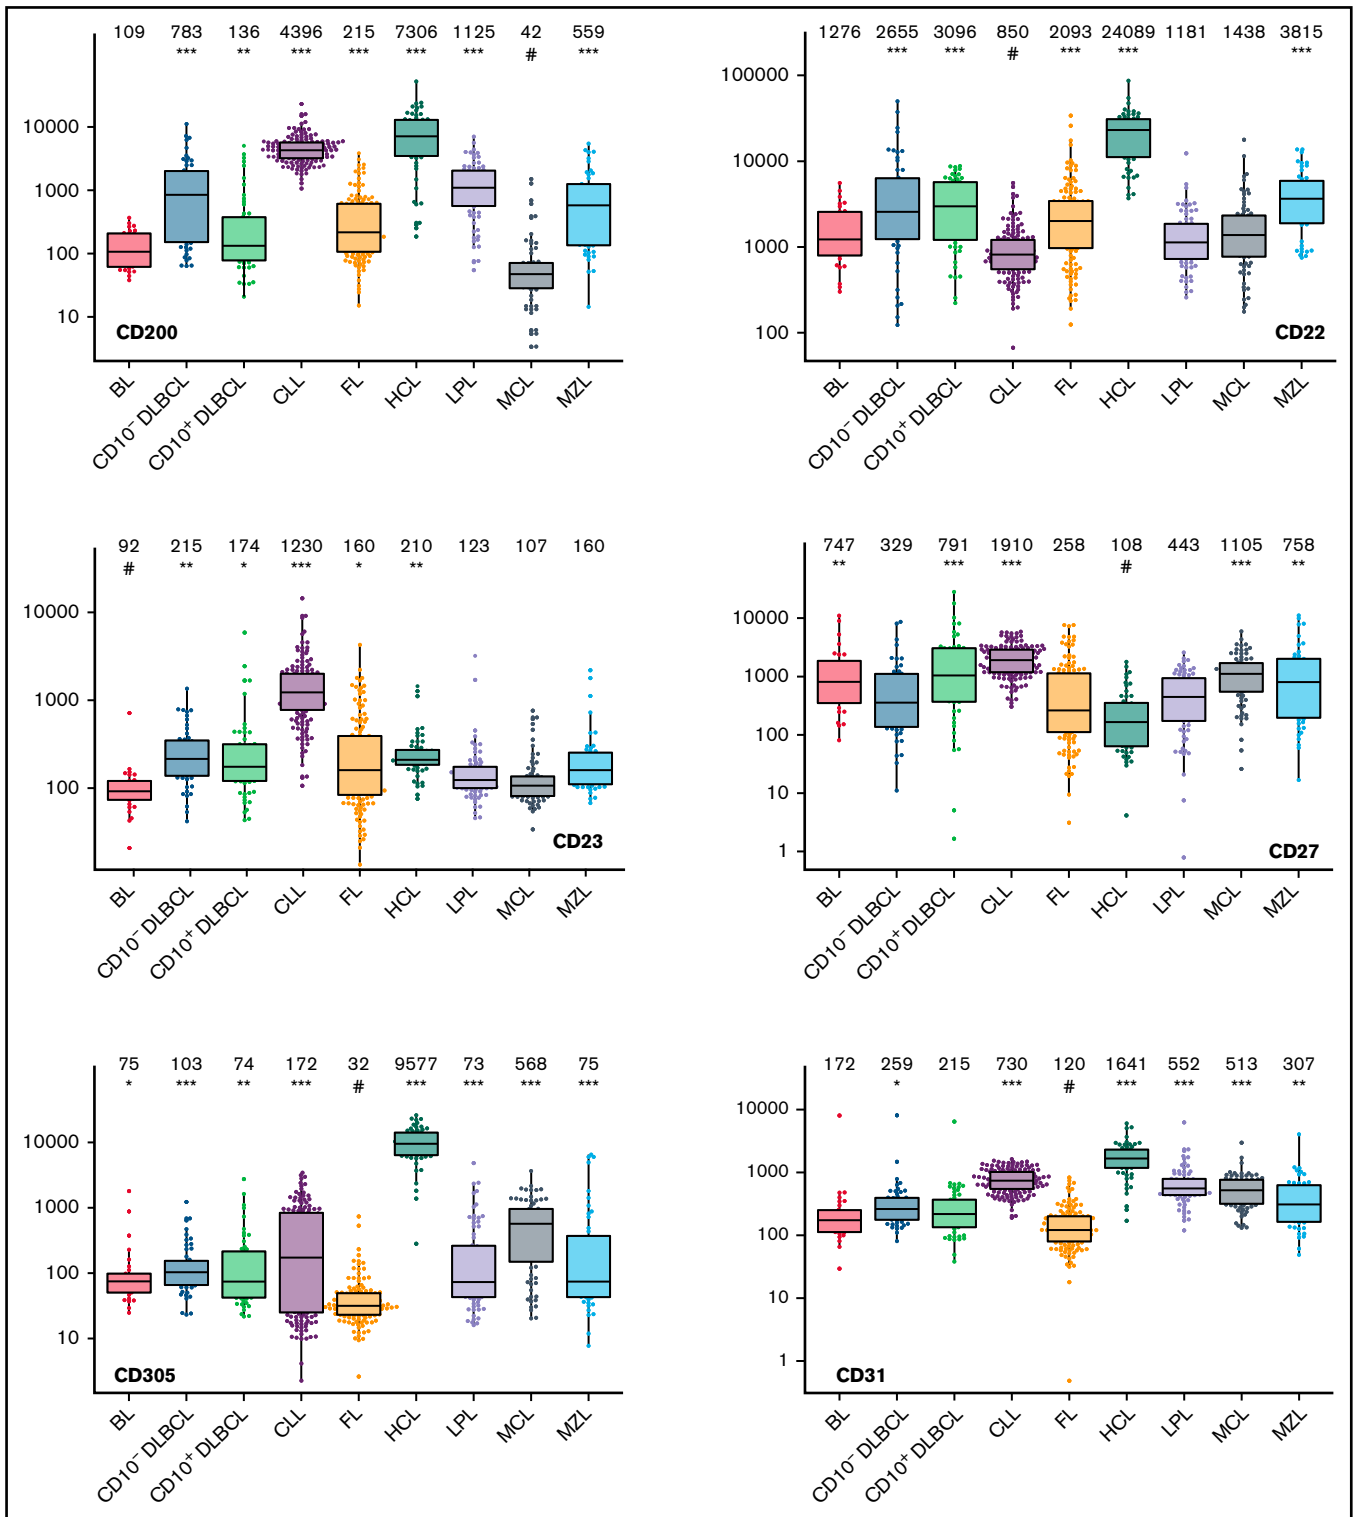 109 783 136 4396 215 7306 1125 42 559
*** ** *** *** *** *** # ***
10000
1000
100
10
CD200
BL CD10⁻ DLBCL CD10⁺ DLBCL CLL FL HCL LPL MCL MZL
1276 2655 3096 850 2093 24089 1181 1438 3815
*** *** # *** *** ***
100000
10000
1000
100
CD22
BL CD10⁻ DLBCL CD10⁺ DLBCL CLL FL HCL LPL MCL MZL
92 215 174 1230 160 210 123 107 160
# ** * *** * **
10000
1000
100
CD23
BL CD10⁻ DLBCL CD10⁺ DLBCL CLL FL HCL LPL MCL MZL
747 329 791 1910 258 108 443 1105 758
** *** *** # *** **
10000
1000
100
10
1
CD27
BL CD10⁻ DLBCL CD10⁺ DLBCL CLL FL HCL LPL MCL MZL
75 103 74 172 32 9577 73 568 75
* *** ** *** # *** *** *** ***
10000
1000
100
10
CD305
BL CD10⁻ DLBCL CD10⁺ DLBCL CLL FL HCL LPL MCL MZL
172 259 215 730 120 1641 552 513 307
* *** # *** *** *** **
10000
1000
100
10
1
CD31
BL CD10⁻ DLBCL CD10⁺ DLBCL CLL FL HCL LPL MCL MZL